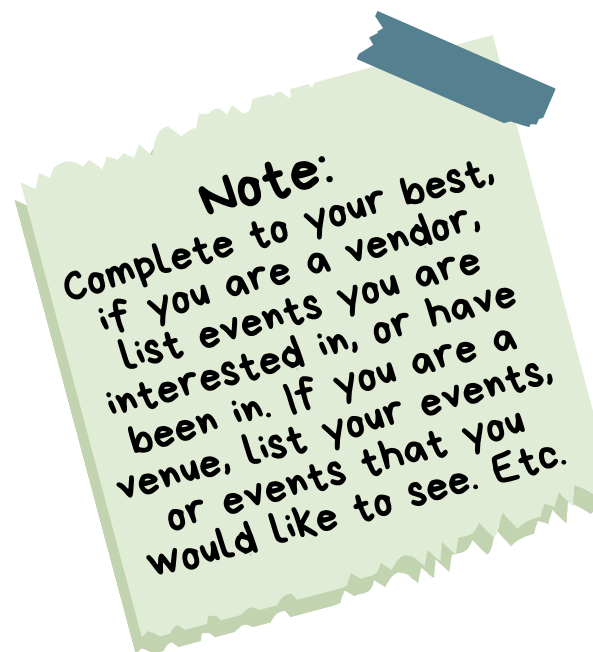 Note:
Complete to your best,
if you are a vendor,
list events you are
interested in, or have
been in. If you are a
venue, list your events,
or events that you
would like to see. Etc.